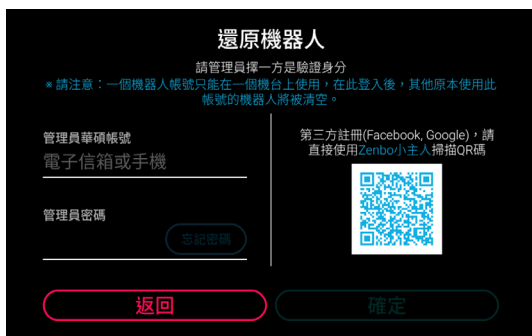 還原機器人
請管理員擇一方是驗證身分
※ 請注意：一個機器人帳號只能在一個機台上使用，在此登入後，其他原本使用此
帳號的機器人將被清空。
管理員華碩帳號
電子信箱或手機
管理員密碼
忘記密碼
第三方註冊(Facebook, Google)，請
直接使用Zenbo小主人掃描QR碼
返回
確定